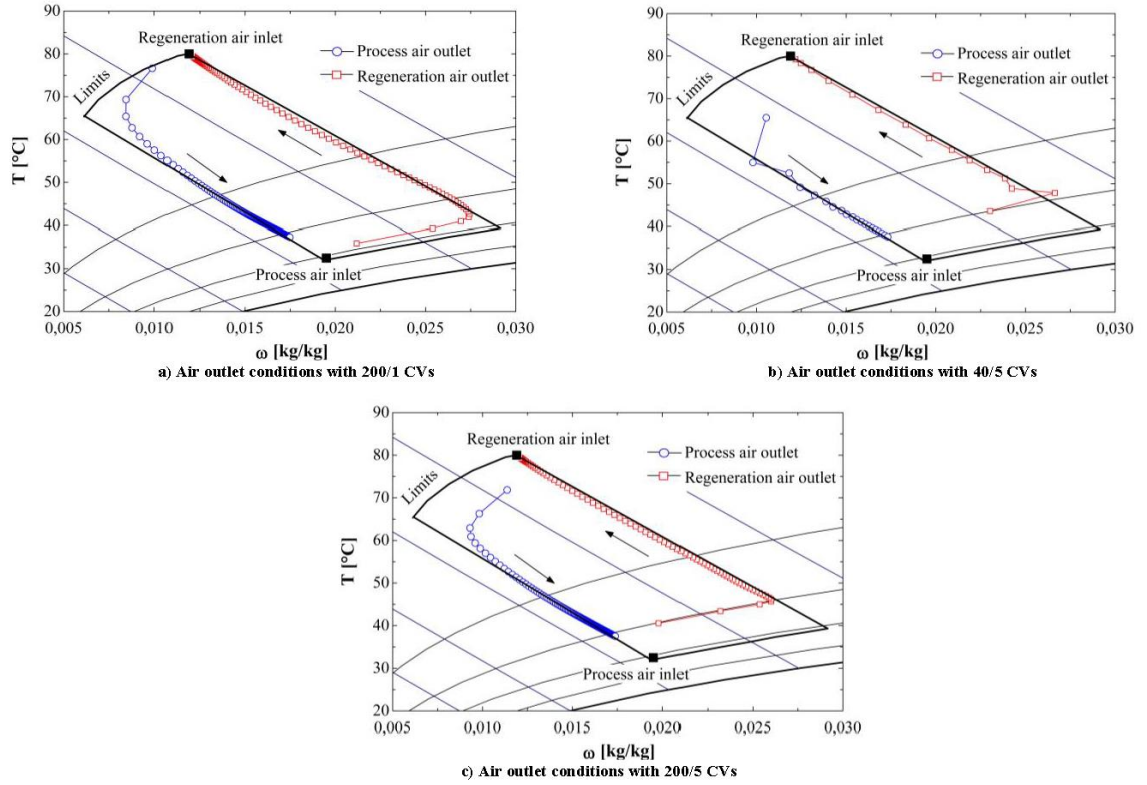 90
80
70
60
50
40
30
20
T [°C]
Regeneration air inlet
Process air outlet
Regeneration air outlet
Limits
Process air inlet
0,005 0,010 0,015 0,020 0,025 0,030
ω [kg/kg]
a) Air outlet conditions with 200/1 CVs
90
80
70
60
50
40
30
20
T [°C]
Regeneration air inlet
Process air outlet
Regeneration air outlet
Limits
Process air inlet
0,005 0,010 0,015 0,020 0,025 0,030
ω [kg/kg]
b) Air outlet conditions with 40/5 CVs
90
80
70
60
50
40
30
20
T [°C]
Regeneration air inlet
Process air outlet
Regeneration air outlet
Limits
Process air inlet
0,005 0,010 0,015 0,020 0,025 0,030
ω [kg/kg]
c) Air outlet conditions with 200/5 CVs